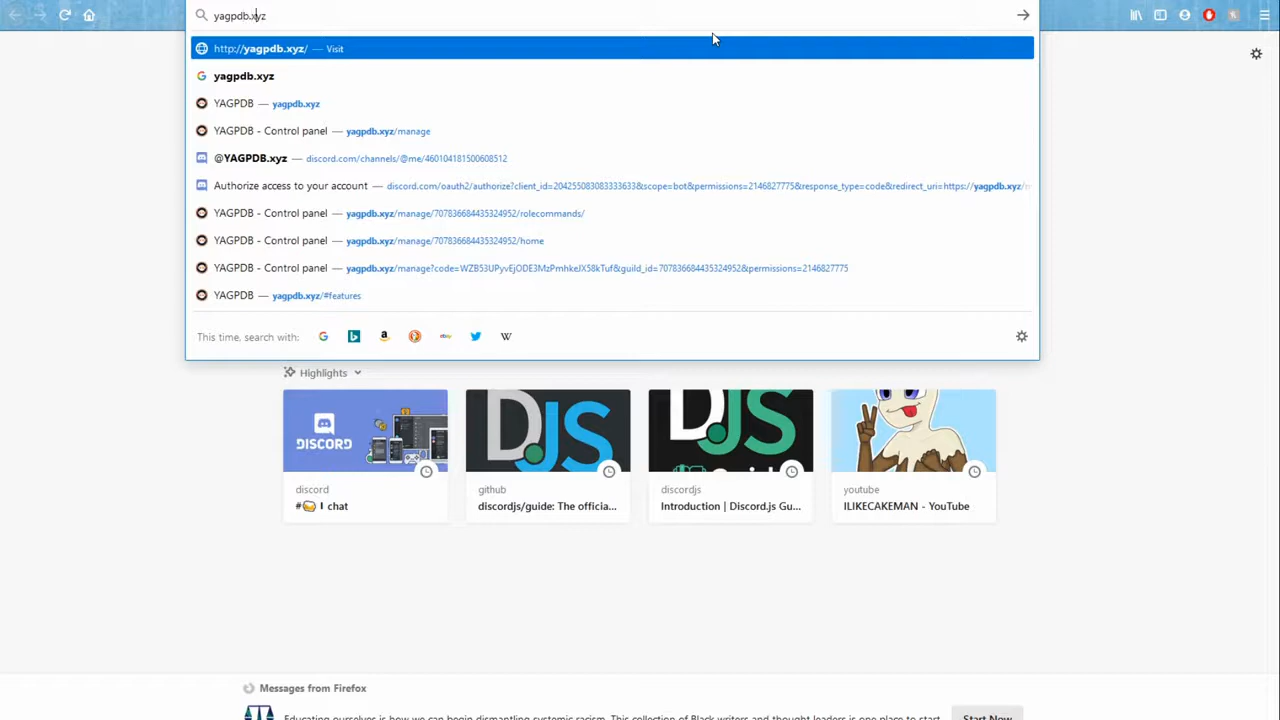 yagpdb.xyz
http://yagpdb.xyz/ — Visit
yagpdb.xyz
YAGPDB — yagpdb.xyz
YAGPDB - Control panel — yagpdb.xyz/manage
@YAGPDB.xyz — discord.com/channels/@me/460104181500608512
Authorize access to your account — discord.com/oauth2/authorize?client_id=204255083083333633&scope=bot&permissions=2146827775&response_type=code&redirect_uri=https://yagpdb.xyz/
YAGPDB - Control panel — yagpdb.xyz/manage/707836684435324952/rolecommands/
YAGPDB - Control panel — yagpdb.xyz/manage/707836684435324952/home
YAGPDB - Control panel — yagpdb.xyz/manage?code=WZB53UPyvEjODE3MzPmhkeJX58kTuf&guild_id=707836684435324952&permissions=2146827775
YAGPDB — yagpdb.xyz/#features
This time, search with:
Highlights
DISCORD
DJS
DJS
discord
github
discordjs
youtube
# I chat
discordjs/guide: The officia...
Introduction | Discord.js Gu...
ILIKECAKEMAN - YouTube
Messages from Firefox
Educating ourselves is how we can begin dismantling systemic racism. This collection of Black writers and thought leaders is one place to start.
Start Now